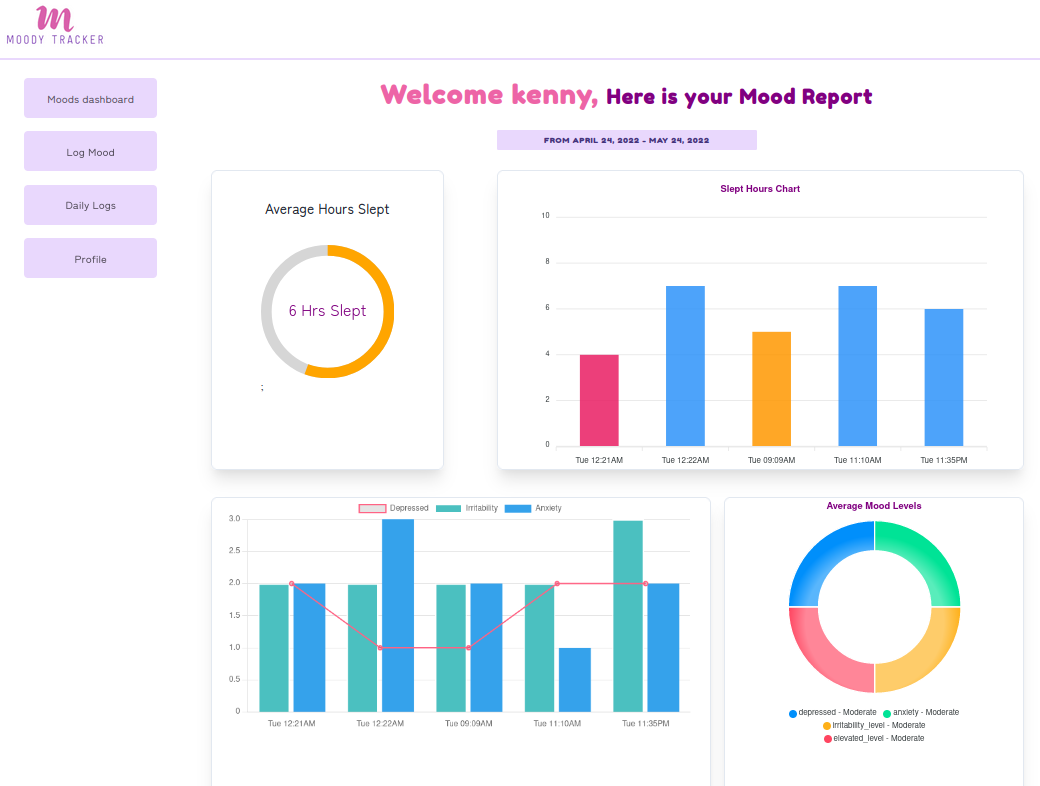 m
MOODY TRACKER
Moods dashboard
Log Mood
Daily Logs
Profile
Welcome kenny, Here is your Mood Report
FROM APRIL 24, 2022 - MAY 24, 2022
Average Hours Slept
6 Hrs Slept
;
Slept Hours Chart
10
8
6
4
2
0
Tue 12:21AM Tue 12:22AM Tue 09:09AM Tue 11:10AM Tue 11:35PM
Depressed Irritability Anxiety
3.0
2.5
2.0
1.5
1.0
0.5
0
Tue 12:21AM Tue 12:22AM Tue 09:09AM Tue 11:10AM Tue 11:35PM
Average Mood Levels
depressed - Moderate anxiety - Moderate
irritability_level - Moderate
elevated_level - Moderate